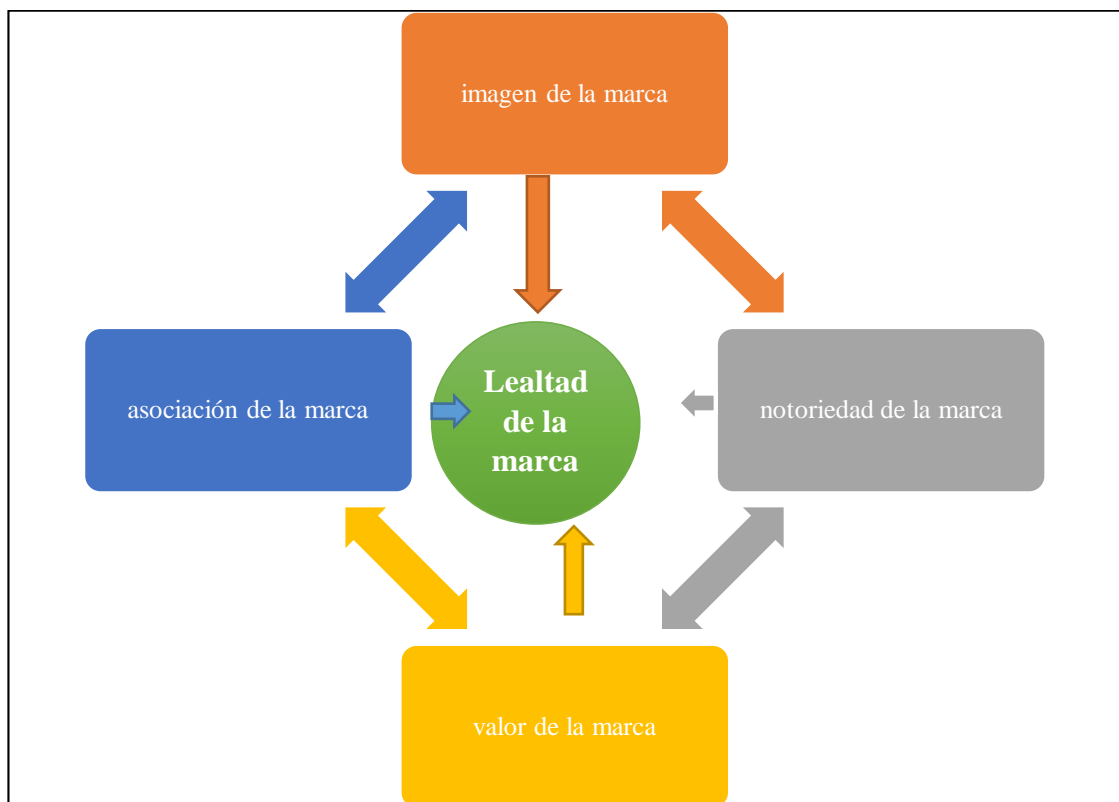 imagen de la marca
asociación de la marca
Lealtad
de la
marca
notoriedad de la marca
valor de la marca